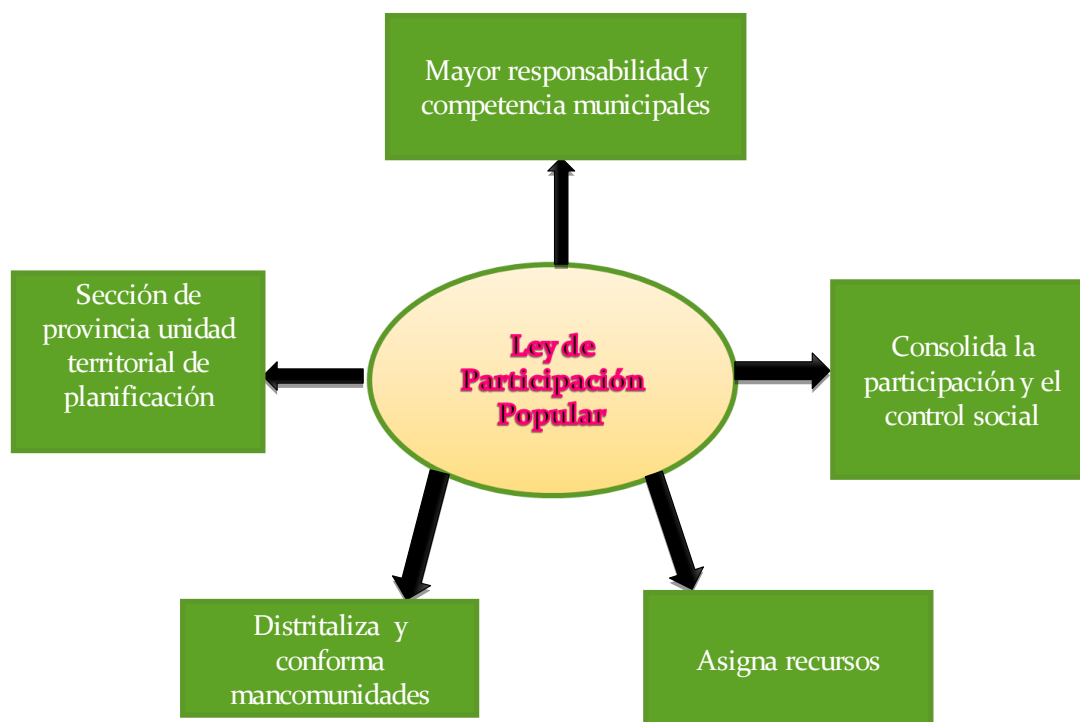 Mayor responsabilidad y
competencia municipales
Sección de
provincia unidad
territorial de
planificación
Ley de
Participación
Popular
Consolida la
participación y el
control social
Distritaliza y
conforma
mancomunidades
Asigna recursos